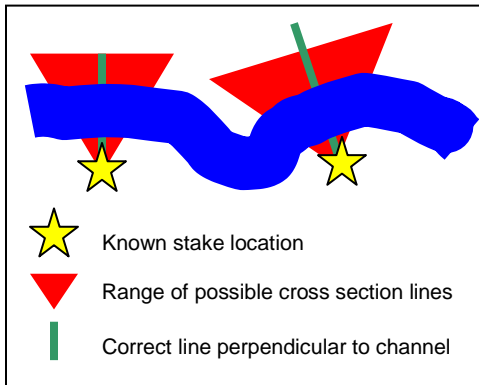 Known stake location
Range of possible cross section lines
Correct line perpendicular to channel